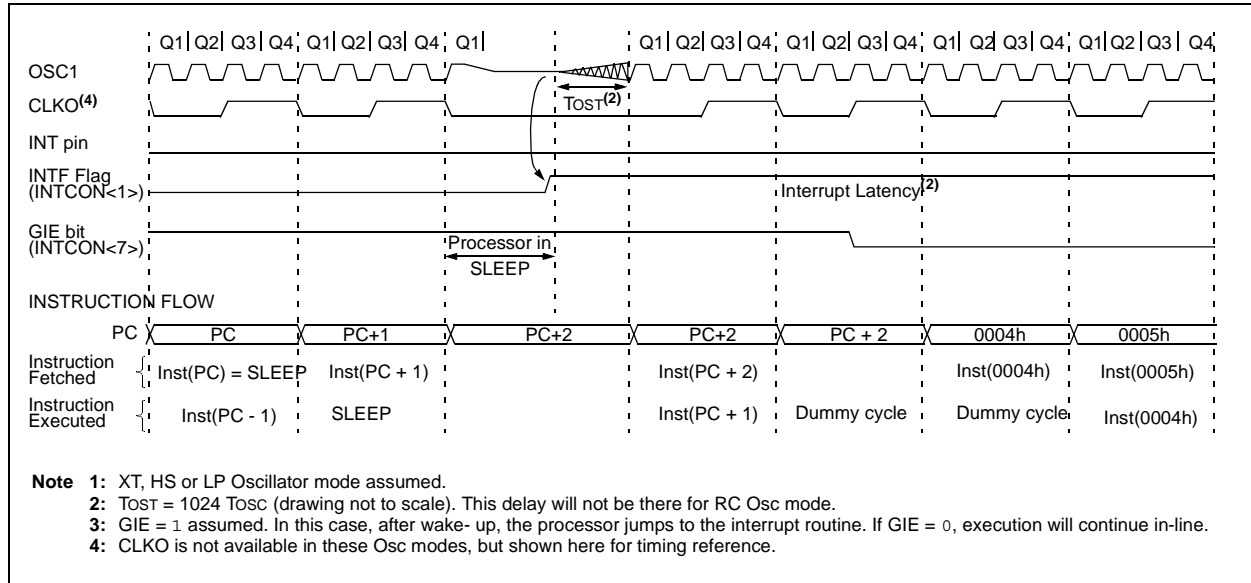 Q1 Q2 Q3 Q4 Q1 Q2 Q3 Q4 Q1 Q1 Q2 Q3 Q4 Q1 Q2 Q3 Q4 Q1 Q2 Q3 Q4 Q1 Q2 Q3 Q4
OSC1
TOST(2)
CLKO(4)
INT pin
INTF Flag
(INTCON<1>)
Interrupt Latency(2)
GIE bit
(INTCON<7>)
Processor in
SLEEP
INSTRUCTION FLOW
PC PC PC+1 PC+2 PC+2 PC + 2 0004h 0005h
Instruction
Fetched
Inst(PC) = SLEEP Inst(PC + 1) Inst(PC + 2) Inst(0004h) Inst(0005h)
Instruction
Executed
Inst(PC - 1) SLEEP Inst(PC + 1) Dummy cycle Dummy cycle Inst(0004h)
Note 1: XT, HS or LP Oscillator mode assumed.
2: TOST = 1024 TOSC (drawing not to scale). This delay will not be there for RC Osc mode.
3: GIE = 1 assumed. In this case, after wake- up, the processor jumps to the interrupt routine. If GIE = 0, execution will continue in-line.
4: CLKO is not available in these Osc modes, but shown here for timing reference.